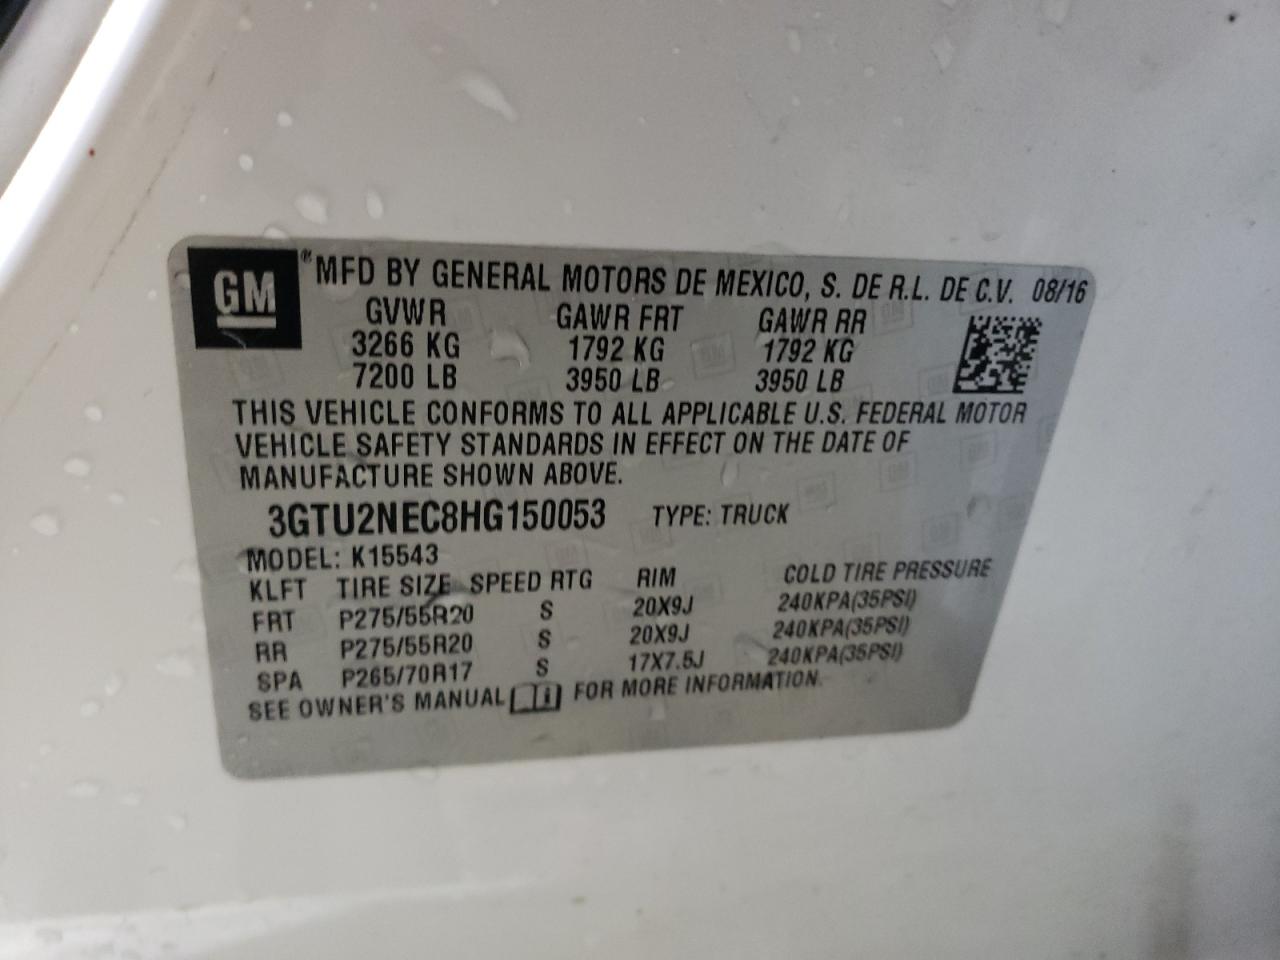 GM ® MFD BY GENERAL MOTORS DE MEXICO, S. DE R.L. DE C.V. 08/16
GVWR GAWR FRT GAWR RR
3266 KG 1792 KG 1792 KG
7200 LB 3950 LB 3950 LB
THIS VEHICLE CONFORMS TO ALL APPLICABLE U.S. FEDERAL MOTOR
VEHICLE SAFETY STANDARDS IN EFFECT ON THE DATE OF
MANUFACTURE SHOWN ABOVE.
3GTU2NEC8HG150053 TYPE: TRUCK
MODEL: K15543
KLFT TIRE SIZE SPEED RTG RIM COLD TIRE PRESSURE
FRT P275/55R20 S 20X9J 240KPA(35PSI)
RR P275/55R20 S 20X9J 240KPA(35PSI)
SPA P265/70R17 S 17X7.5J 240KPA(35PSI)
SEE OWNER'S MANUAL FOR MORE INFORMATION.